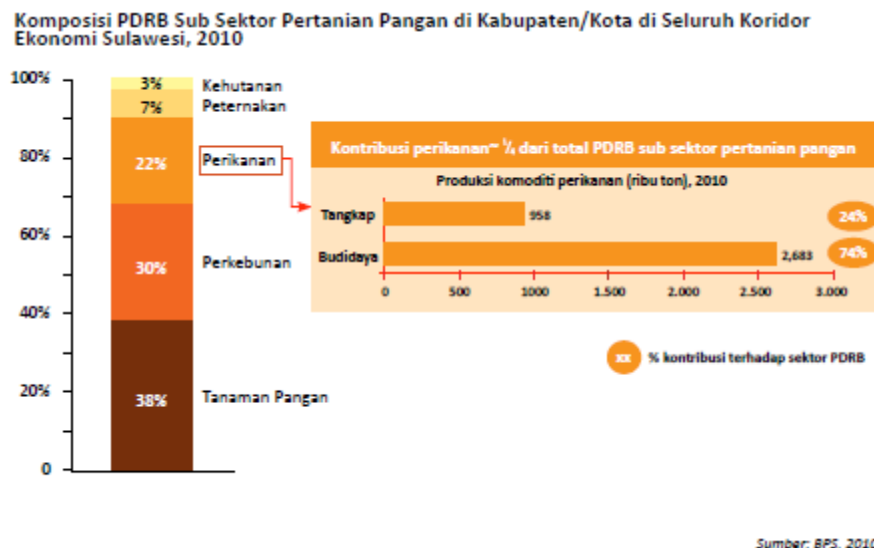 Komposisi PDRB Sub Sektor Pertanian Pangan di Kabupaten/Kota di Seluruh Koridor
Ekonomi Sulawesi, 2010
100%
80%
60%
40%
20%
0
3%
7%
22%
30%
38%
Kehutanan
Peternakan
Perikanan
Perkebunan
Tanaman Pangan
Kontribusi perikanan~ ¼ dari total PDRB sub sektor pertanian pangan
Produksi komoditi perikanan (ribu ton), 2010
Tangkap 958 24%
Budidaya 2,683 74%
0 500 1000 1.500 2.000 2.500 3.000
xx % kontribusi terhadap sektor PDRB
Sumber: BPS, 2010